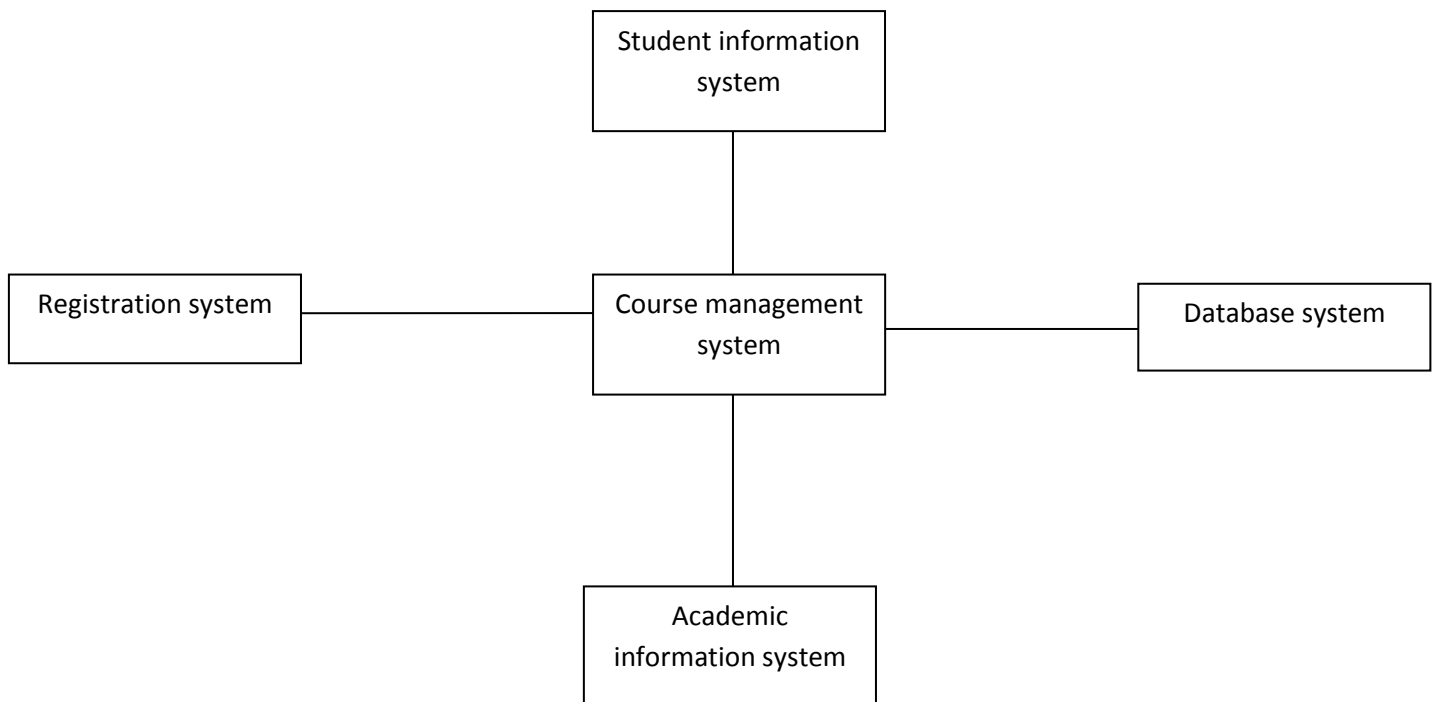 Student information
system
Registration system
Course management
system
Database system
Academic
information system